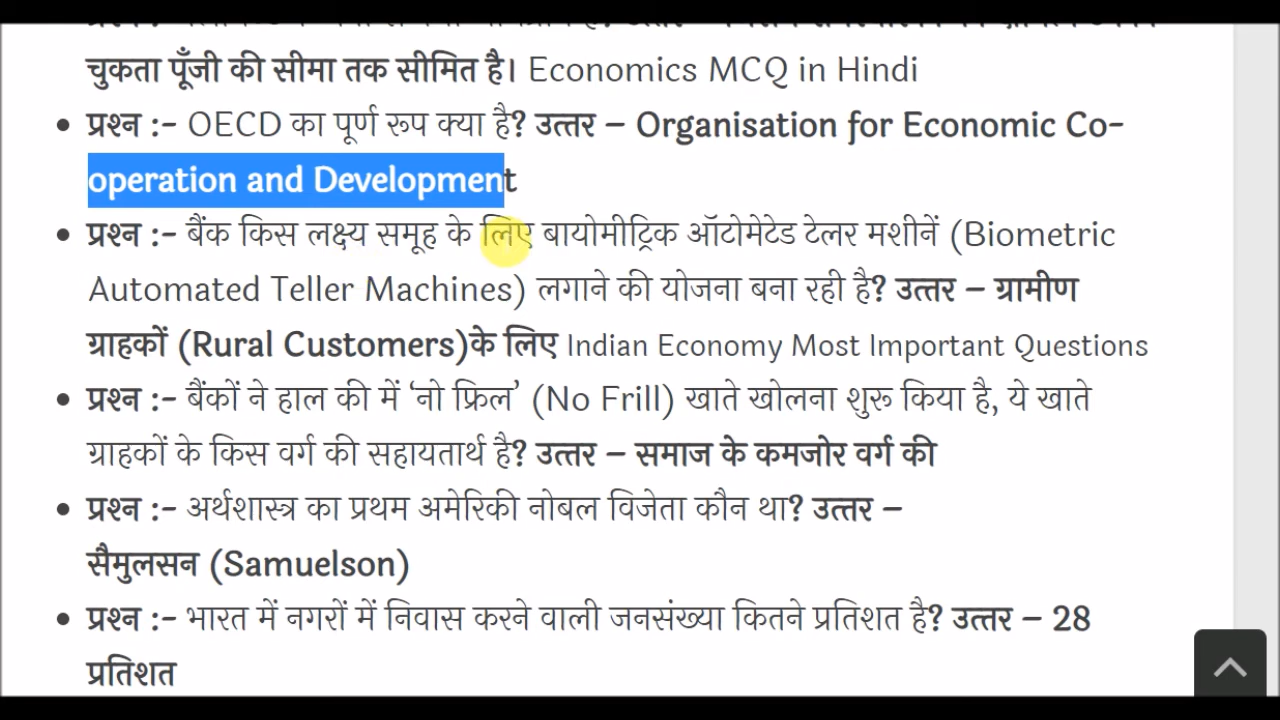 चुकता पूँजी की सीमा तक सीमित है। Economics MCQ in Hindi
• प्रश्न :- OECD का पूर्ण रूप क्या है? उत्तर – Organisation for Economic Co-
operation and Development
• प्रश्न :- बैंक किस लक्ष्य समूह के लिए बायोमीट्रिक ऑटोमेटेड टेलर मशीनें (Biometric
Automated Teller Machines) लगाने की योजना बना रही है? उत्तर – ग्रामीण
ग्राहकों (Rural Customers)के लिए Indian Economy Most Important Questions
• प्रश्न :- बैंकों ने हाल की में ‘नो फ्रिल’ (No Frill) खाते खोलना शुरू किया है, ये खाते
ग्राहकों के किस वर्ग की सहायतार्थ है? उत्तर – समाज के कमजोर वर्ग की
• प्रश्न :- अर्थशास्त्र का प्रथम अमेरिकी नोबल विजेता कौन था? उत्तर –
सैमुलसन (Samuelson)
• प्रश्न :- भारत में नगरों में निवास करने वाली जनसंख्या कितने प्रतिशत है? उत्तर – 28
प्रतिशत